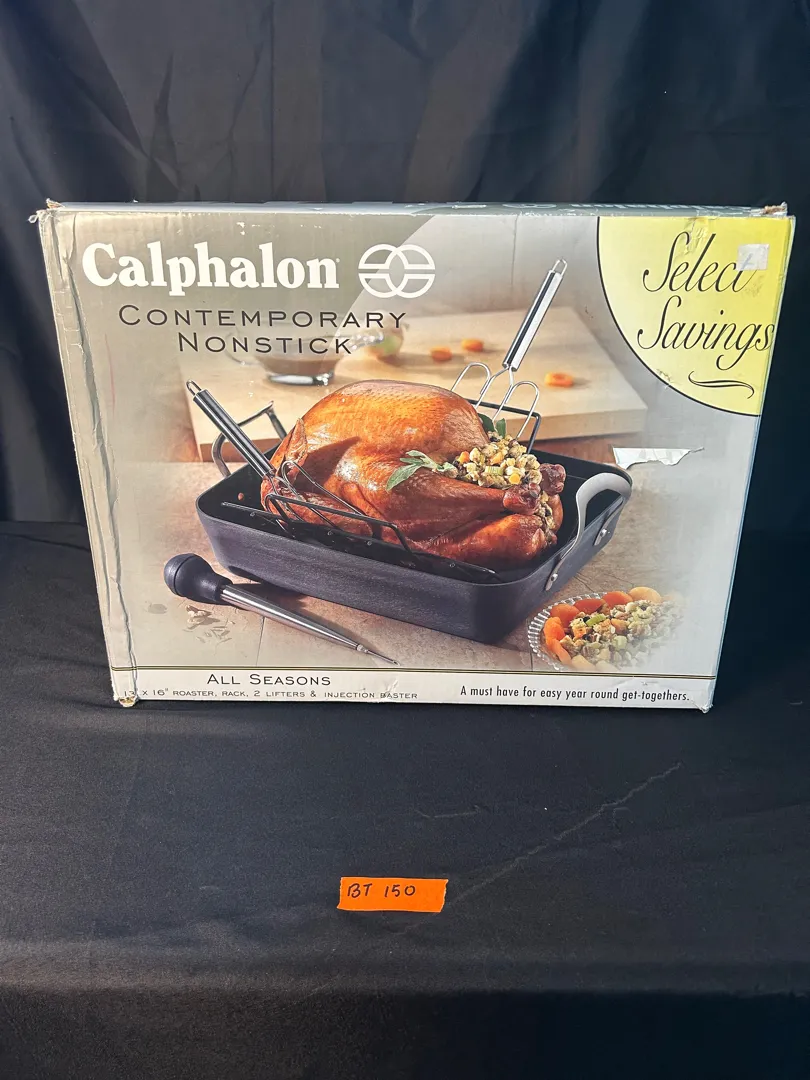 Calphalon
CONTEMPORARY
NONSTICK
Select
Savings
ALL SEASONS
13" X 16" ROASTER, RACK, 2 LIFTERS & INJECTION BASTER
A must have for easy year round get-togethers.
BT 150